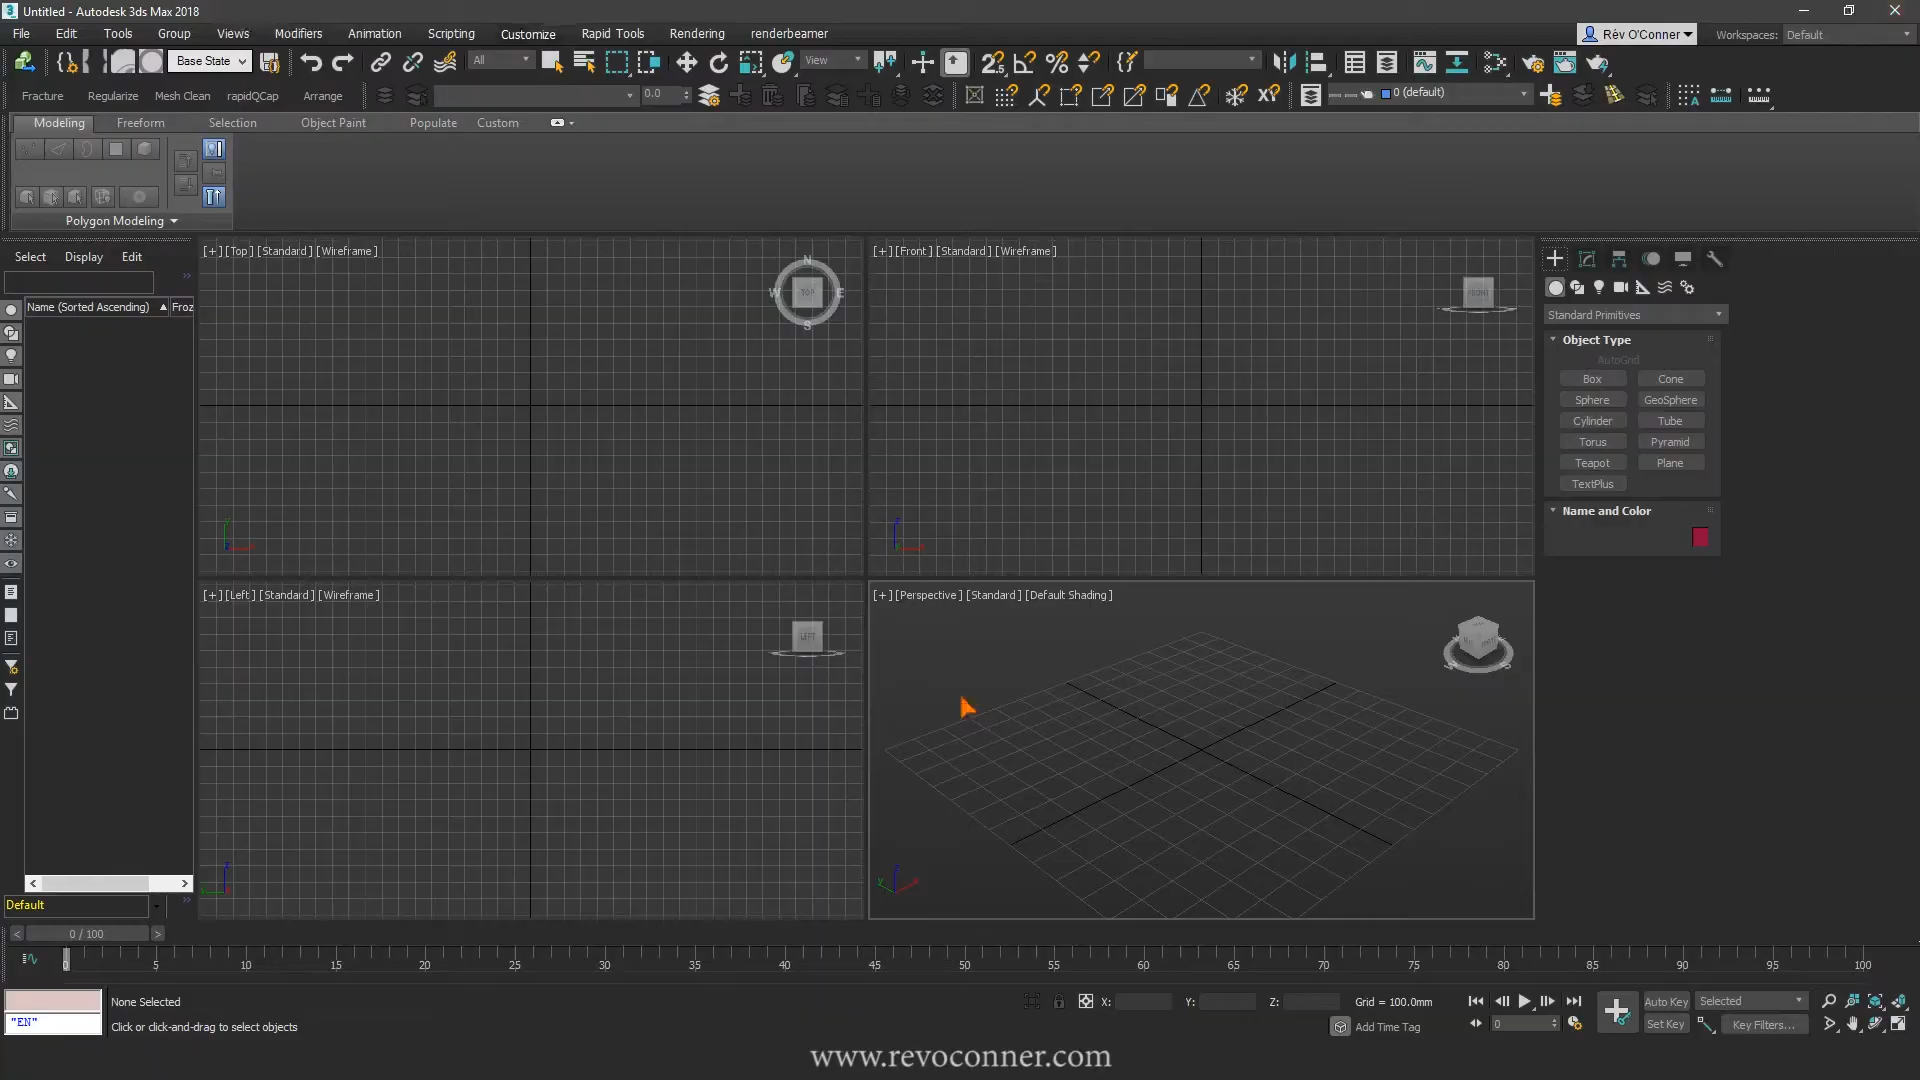 Untitled - Autodesk 3ds Max 2018
File Edit Tools Group Views Modifiers Animation Scripting Customize Rapid Tools Rendering renderbeamer Rév O'Conner Workspaces: Default
Base State All View
Fracture Regularize Mesh Clean rapidQCap Arrange 0.0 0 (default)
Modeling Freeform Selection Object Paint Populate Custom
Polygon Modeling
Select Display Edit
Name (Sorted Ascending) Froz
[+] [Top] [Standard] [Wireframe]
N
W TOP E
S
[+] [Front] [Standard] [Wireframe]
FRONT
[+] [Left] [Standard] [Wireframe]
LEFT
[+] [Perspective] [Standard] [Default Shading]
Standard Primitives
Object Type
AutoGrid
Box Cone
Sphere GeoSphere
Cylinder Tube
Torus Pyramid
Teapot Plane
TextPlus
Name and Color
Default
0 / 100
0 5 10 15 20 25 30 35 40 45 50 55 60 65 70 75 80 85 90 95 100
None Selected X: Y: Z: Grid = 100.0mm Auto Key Selected
"EN" Click or click-and-drag to select objects Add Time Tag 0 Set Key Key Filters...
www.revoconner.com